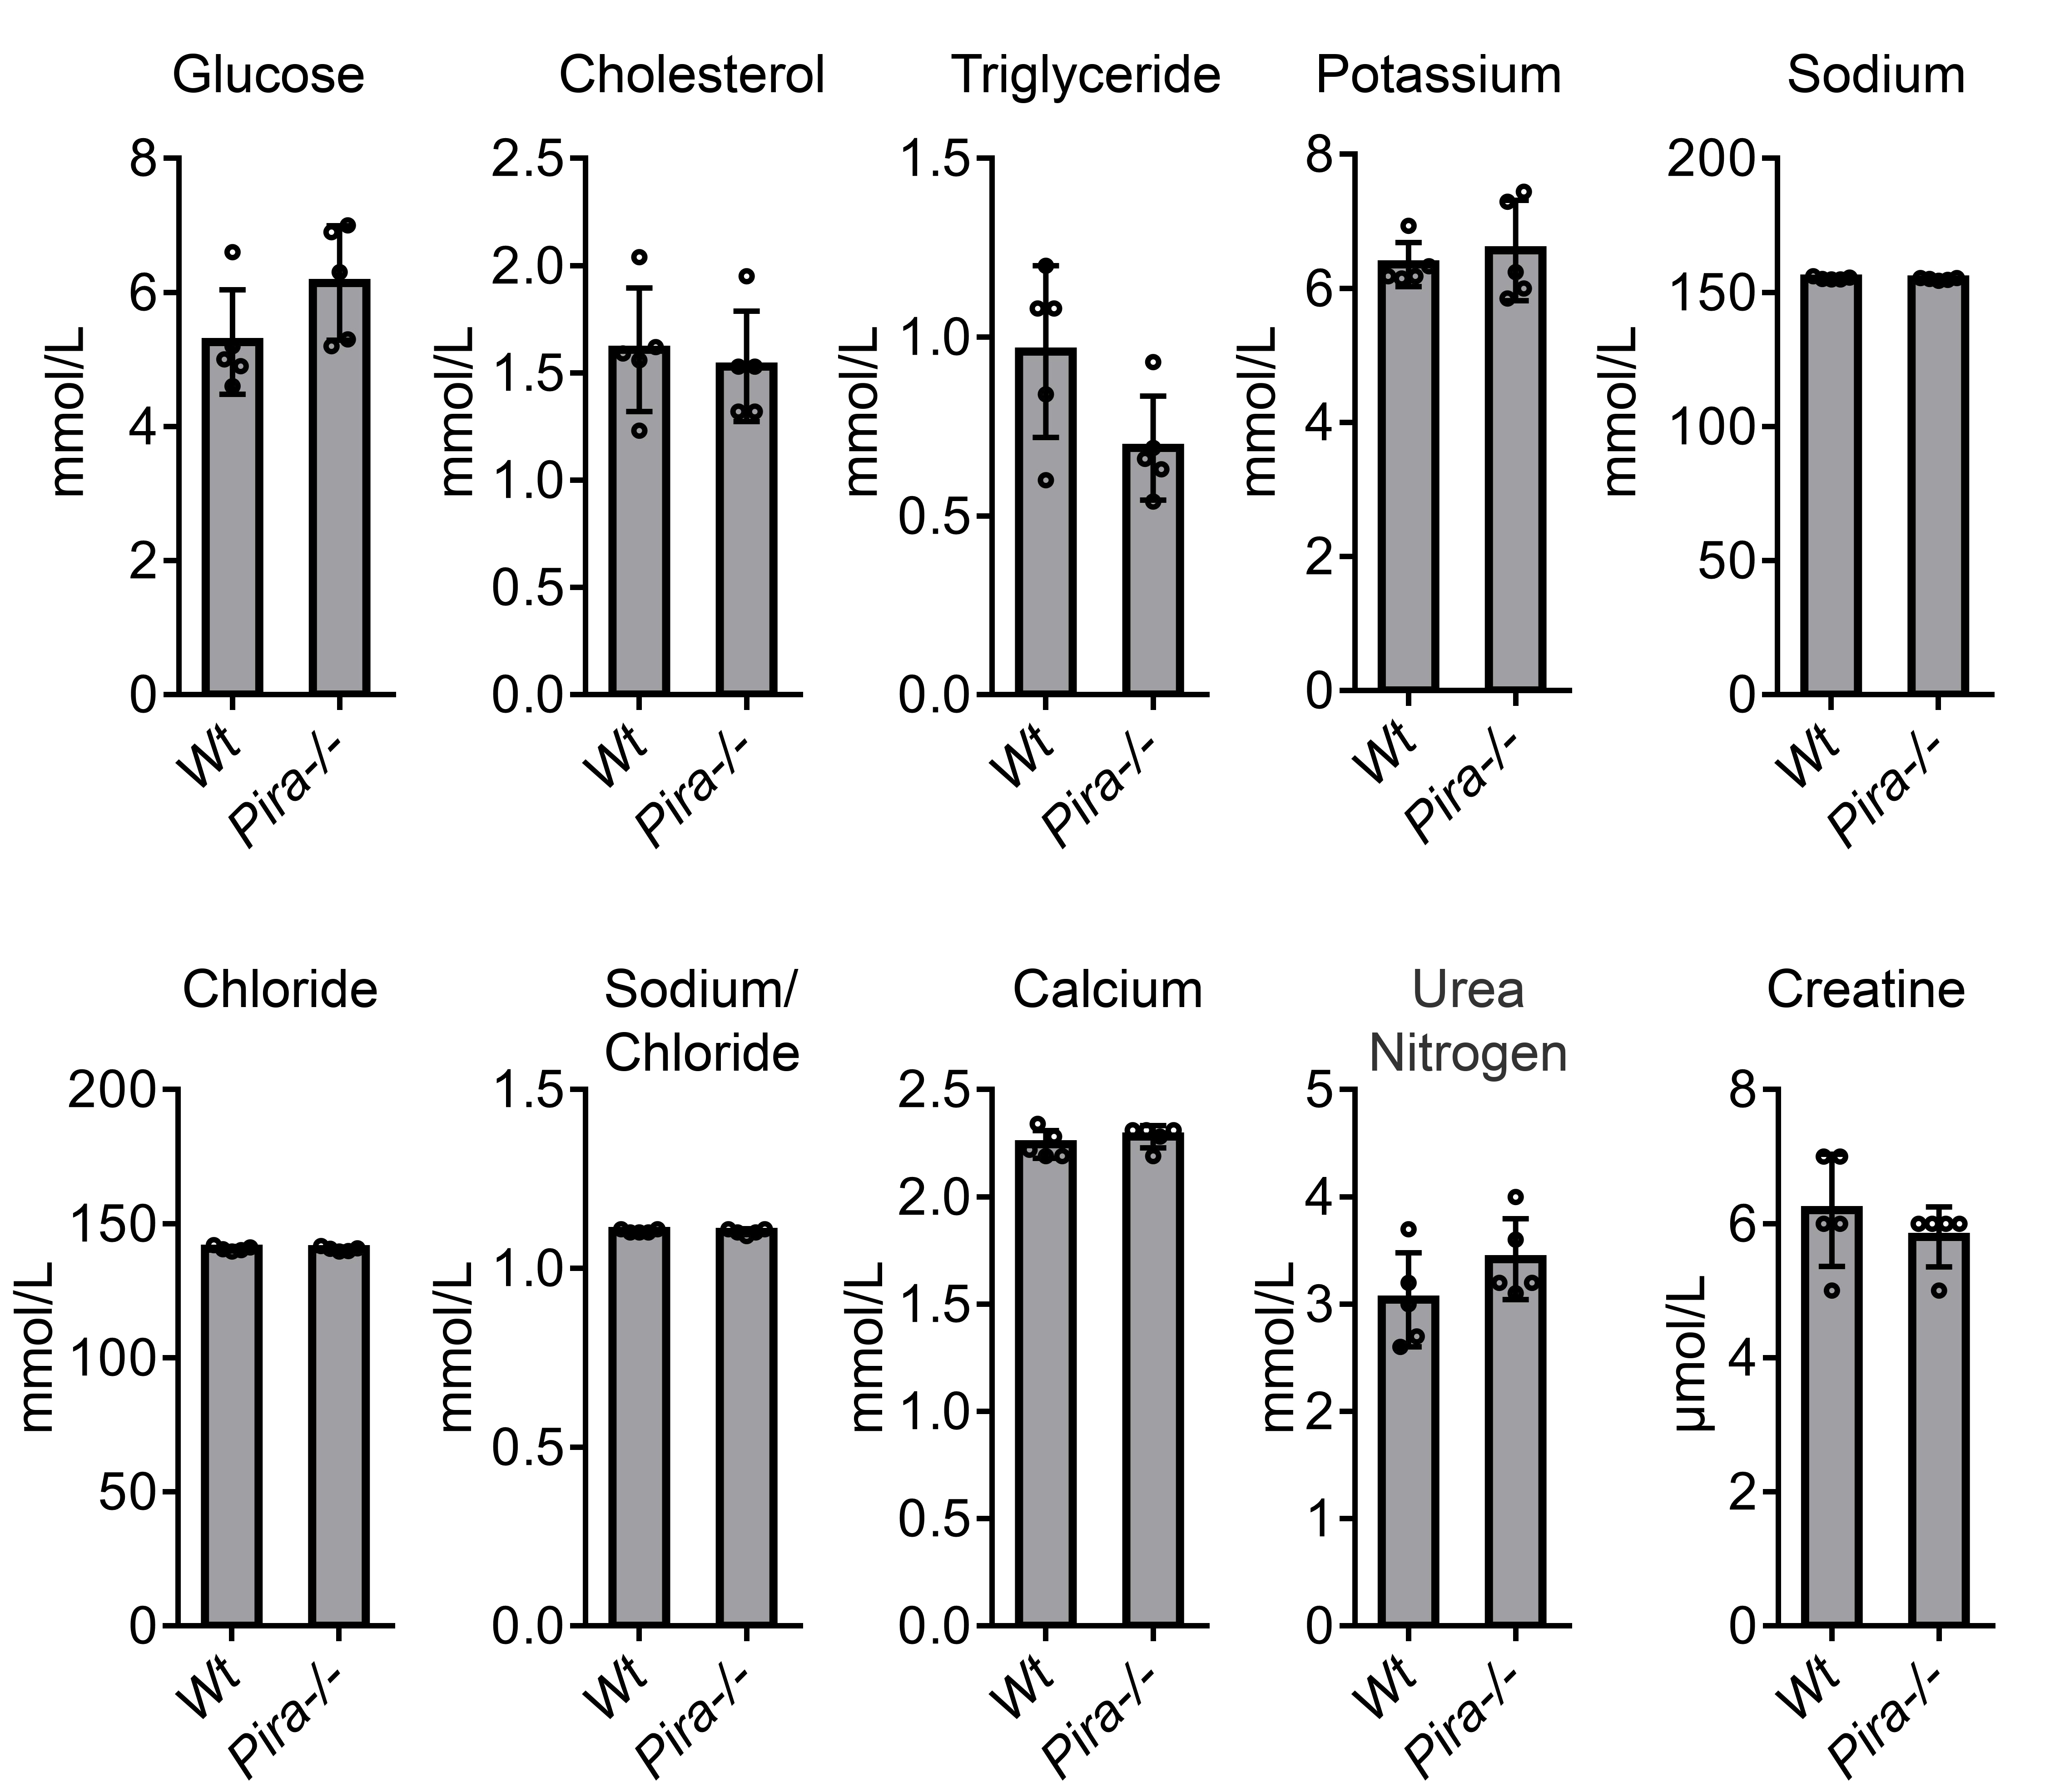 Glucose
8
6
4
2
0
mmol/L
Wt
Pira-/-
Cholesterol
2.5
2.0
1.5
1.0
0.5
0.0
mmol/L
Wt
Pira-/-
Triglyceride
1.5
1.0
0.5
0.0
mmol/L
Wt
Pira-/-
Potassium
8
6
4
2
0
mmol/L
Wt
Pira-/-
Sodium
200
150
100
50
0
mmol/L
Wt
Pira-/-
Chloride
200
150
100
50
0
mmol/L
Wt
Pira-/-
Sodium/
Chloride
1.5
1.0
0.5
0.0
mmol/L
Wt
Pira-/-
Calcium
2.5
2.0
1.5
1.0
0.5
0.0
mmol/L
Wt
Pira-/-
Urea
Nitrogen
5
4
3
2
1
0
mmol/L
Wt
Pira-/-
Creatine
8
6
4
2
0
µmol/L
Wt
Pira-/-